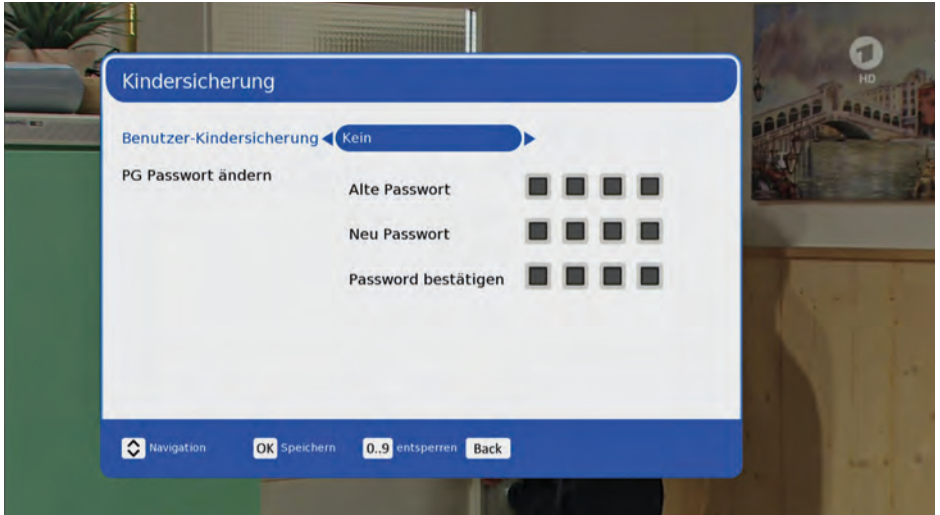 Kindersicherung
HD
Benutzer-Kindersicherung Kein
PG Passwort ändern
Alte Passwort
Neu Passwort
Password bestätigen
Navigation OK Speichern 0..9 entsperren Back